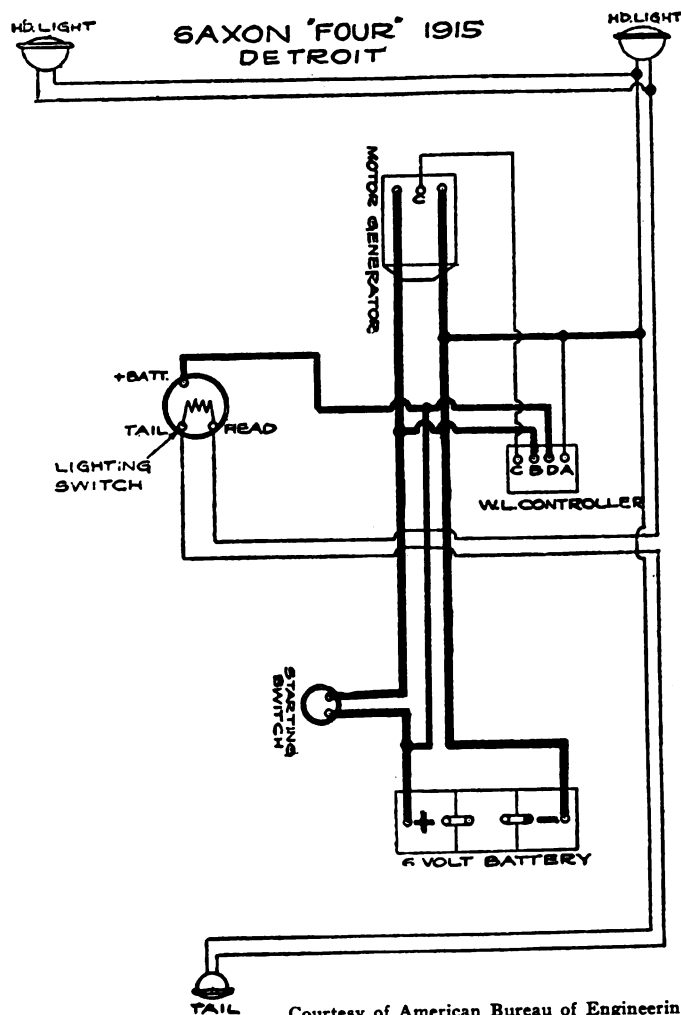 HD. LIGHT
SAXON "FOUR" 1915
DETROIT
HD. LIGHT
MOTOR GENERATOR
C
+BATT.
TAIL
HEAD
LIGHTING
SWITCH
C B D A
W.L. CONTROLLER
STARTING
SWITCH
+
−
6 VOLT BATTERY
TAIL
Courtesy of American Bureau of Engineerin